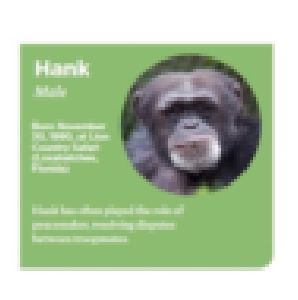 Hank
Male
Born November
30, 1990, at Lion
Country Safari
(Loxahatchee,
Florida)
Hank has often played the role of
peacemaker, resolving disputes
between troopmates.